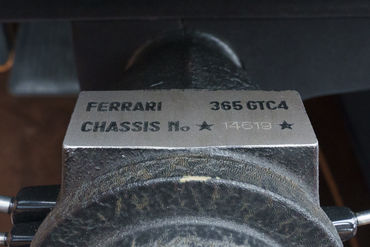 FERRARI 365 GTC4
CHASSIS No ★ 14619 ★